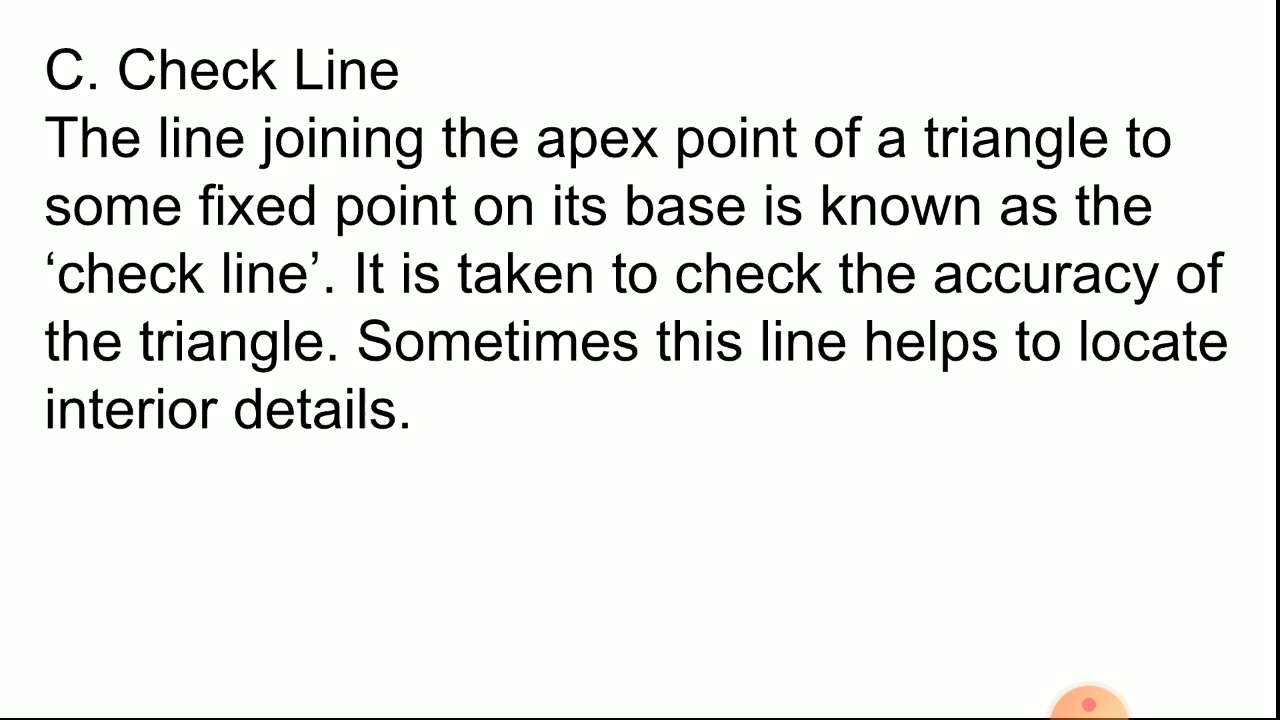 C. Check Line
The line joining the apex point of a triangle to
some fixed point on its base is known as the
‘check line’. It is taken to check the accuracy of
the triangle. Sometimes this line helps to locate
interior details.